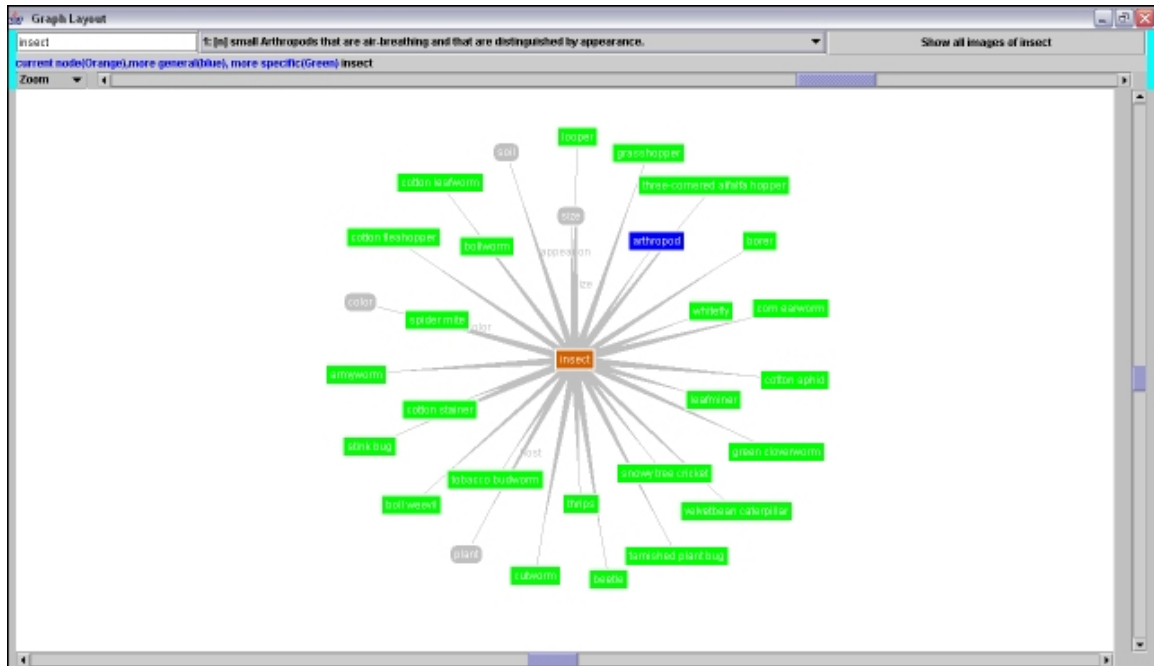 Graph Layout
insect
1: [n] small Arthropods that are air-breathing and that are distinguished by appearance.
Show all images of insect
current node(Orange),more general(blue), more specific(Green) insect
Zoom
looper
soil
grasshopper
cotton leafworm
three-cornered alfalfa hopper
size
cotton fleahopper
bollworm
arthropod
borer
ize
color
spider mite
olor
whitefly
corn earworm
insect
armyworm
cotton aphid
cotton stainer
leafminer
stink bug
green cloverworm
host
tobacco budworm
snowy tree cricket
boll weevil
thrips
velvetbean caterpillar
plant
tarnished plant bug
cutworm
beetle